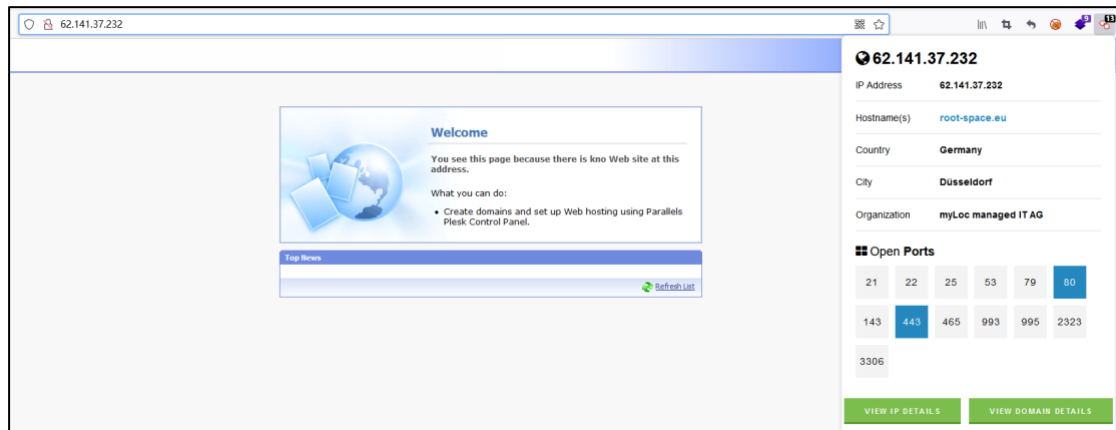 62.141.37.232
9
13
Welcome
You see this page because there is kno Web site at this
address.
What you can do:
• Create domains and set up Web hosting using Parallels
Plesk Control Panel.
Top News
Refresh List
62.141.37.232
IP Address 62.141.37.232
Hostname(s) root-space.eu
Country Germany
City Düsseldorf
Organization myLoc managed IT AG
Open Ports
21 22 25 53 79 80
143 443 465 993 995 2323
3306
VIEW IP DETAILS VIEW DOMAIN DETAILS